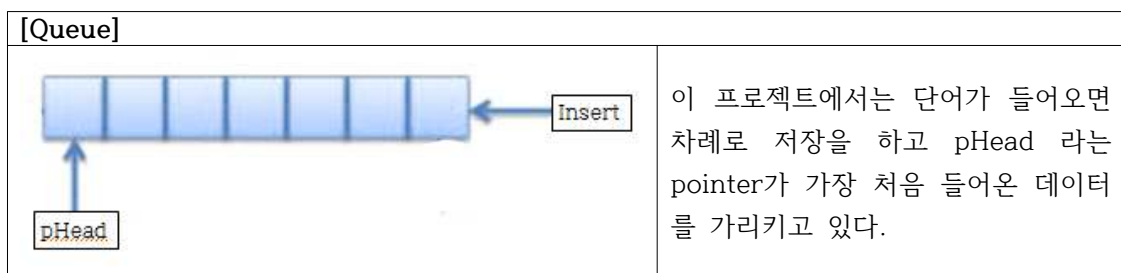 [Queue]
Insert
pHead
이 프로젝트에서는 단어가 들어오면
차례로 저장을 하고 pHead 라는
pointer가 가장 처음 들어온 데이터
를 가리키고 있다.